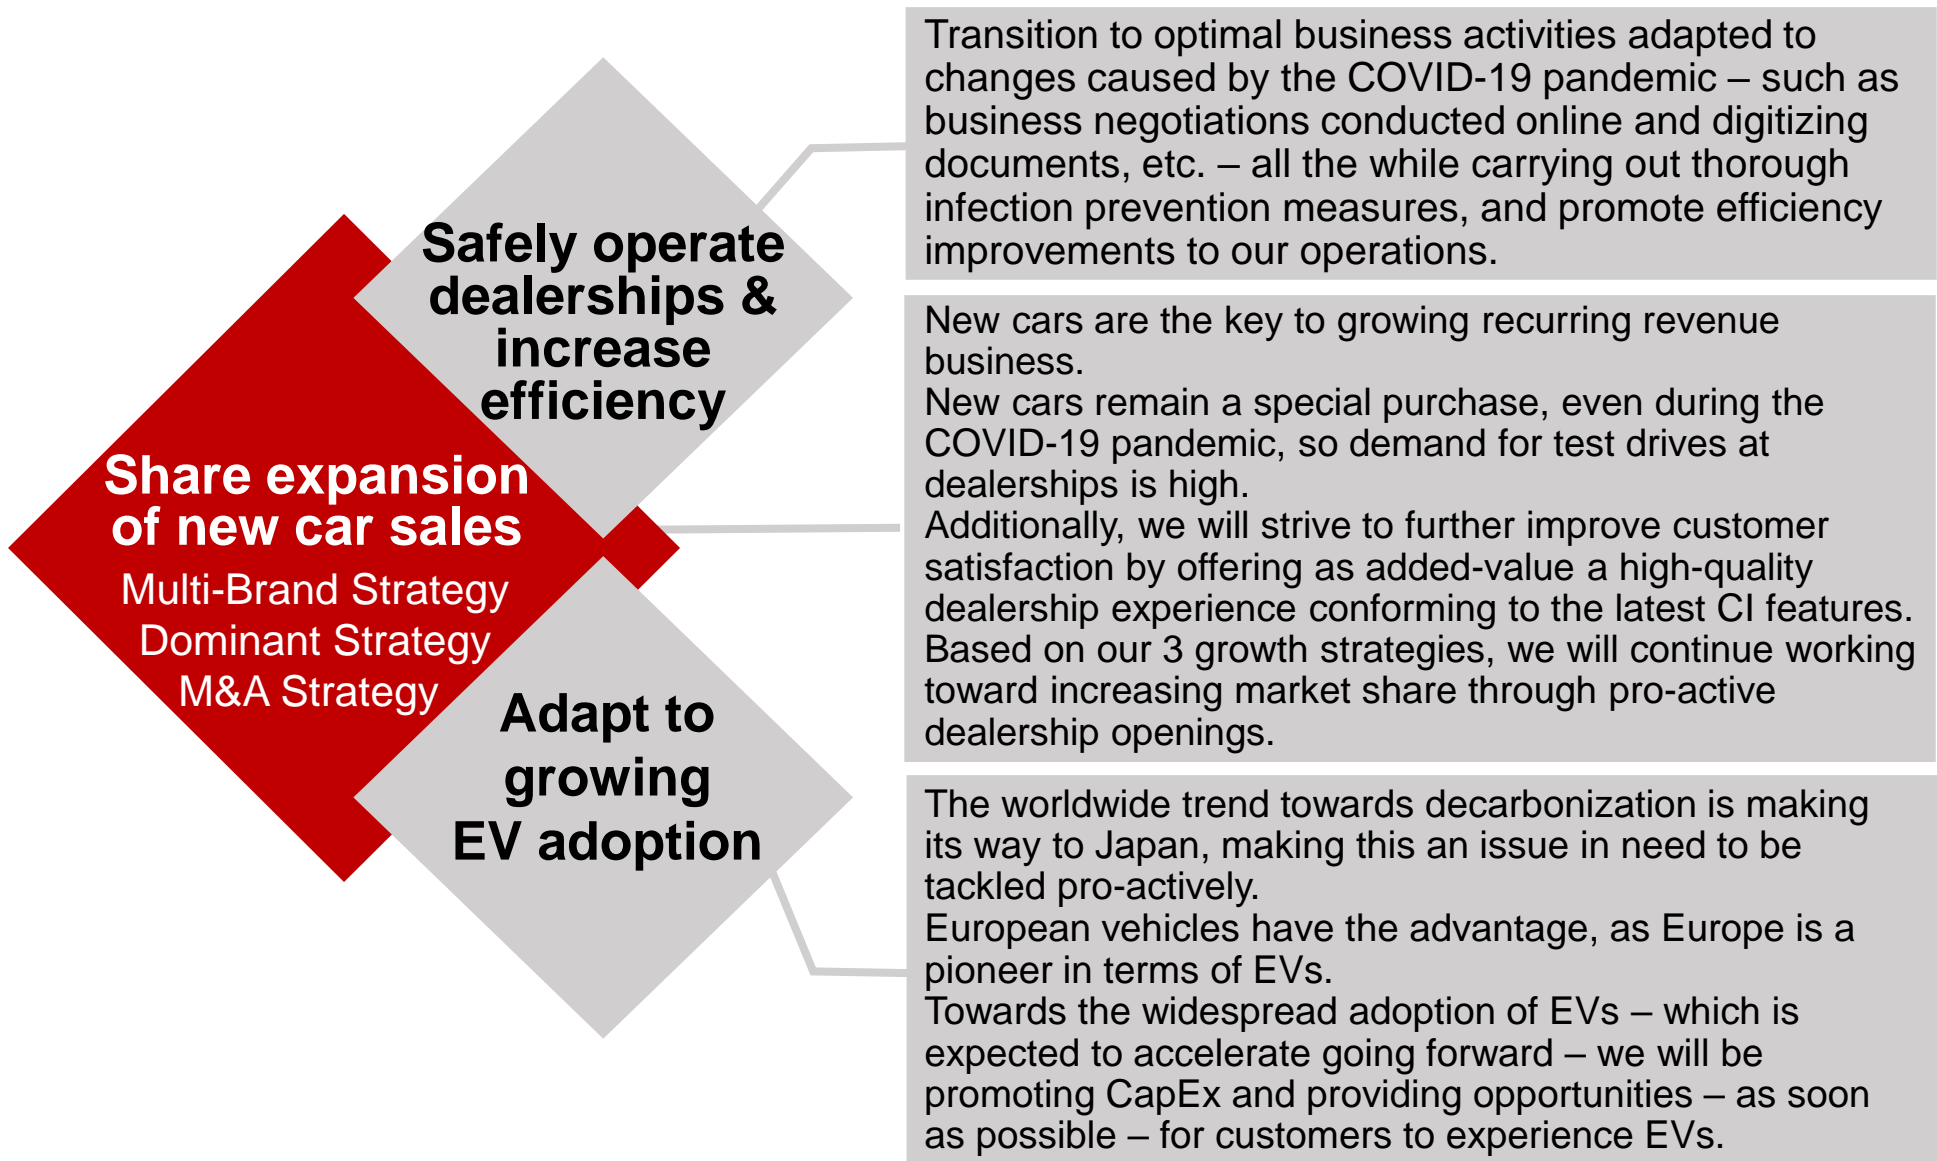 Safely operate
dealerships &
increase
efficiency
Transition to optimal business activities adapted to
changes caused by the COVID-19 pandemic – such as
business negotiations conducted online and digitizing
documents, etc. – all the while carrying out thorough
infection prevention measures, and promote efficiency
improvements to our operations.
Share expansion
of new car sales
Multi-Brand Strategy
Dominant Strategy
M&A Strategy
New cars are the key to growing recurring revenue
business.
New cars remain a special purchase, even during the
COVID-19 pandemic, so demand for test drives at
dealerships is high.
Additionally, we will strive to further improve customer
satisfaction by offering as added-value a high-quality
dealership experience conforming to the latest CI features.
Based on our 3 growth strategies, we will continue working
toward increasing market share through pro-active
dealership openings.
Adapt to
growing
EV adoption
The worldwide trend towards decarbonization is making
its way to Japan, making this an issue in need to be
tackled pro-actively.
European vehicles have the advantage, as Europe is a
pioneer in terms of EVs.
Towards the widespread adoption of EVs – which is
expected to accelerate going forward – we will be
promoting CapEx and providing opportunities – as soon
as possible – for customers to experience EVs.